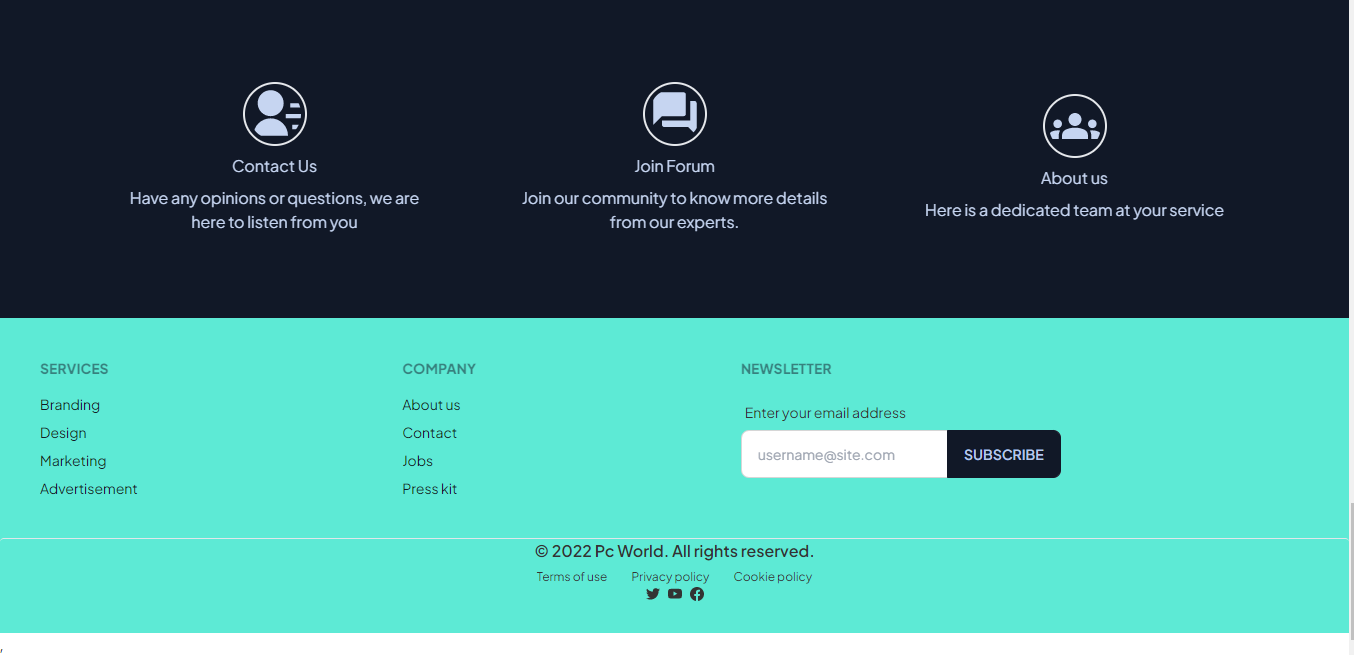 Contact Us
Have any opinions or questions, we are
here to listen from you
Join Forum
Join our community to know more details
from our experts.
About us
Here is a dedicated team at your service
SERVICES
Branding
Design
Marketing
Advertisement
COMPANY
About us
Contact
Jobs
Press kit
NEWSLETTER
Enter your email address
username@site.com
SUBSCRIBE
© 2022 Pc World. All rights reserved.
Terms of use
Privacy policy
Cookie policy
,